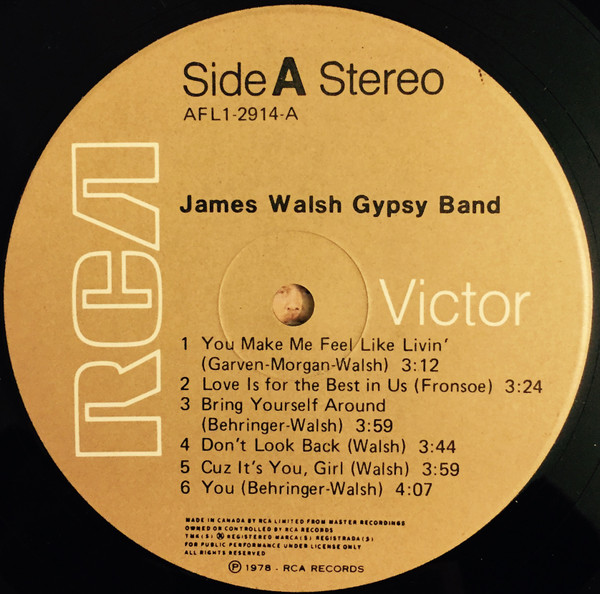 Side A Stereo
AFL1-2914-A
James Walsh Gypsy Band
RCA
Victor
1 You Make Me Feel Like Livin'
(Garven-Morgan-Walsh) 3:12
2 Love Is for the Best in Us (Fronsoe) 3:24
3 Bring Yourself Around
(Behringer-Walsh) 3:59
4 Don't Look Back (Walsh) 3:44
5 Cuz It's You, Girl (Walsh) 3:59
6 You (Behringer-Walsh) 4:07
MADE IN CANADA BY RCA LIMITED FROM MASTER RECORDINGS
OWNED OR CONTROLLED BY RCA RECORDS
TMK(S) ® REGISTERED MARCA(S) REGISTRADA(S)
FOR PUBLIC PERFORMANCE UNDER LICENSE ONLY
ALL RIGHTS RESERVED
℗ 1978 - RCA RECORDS